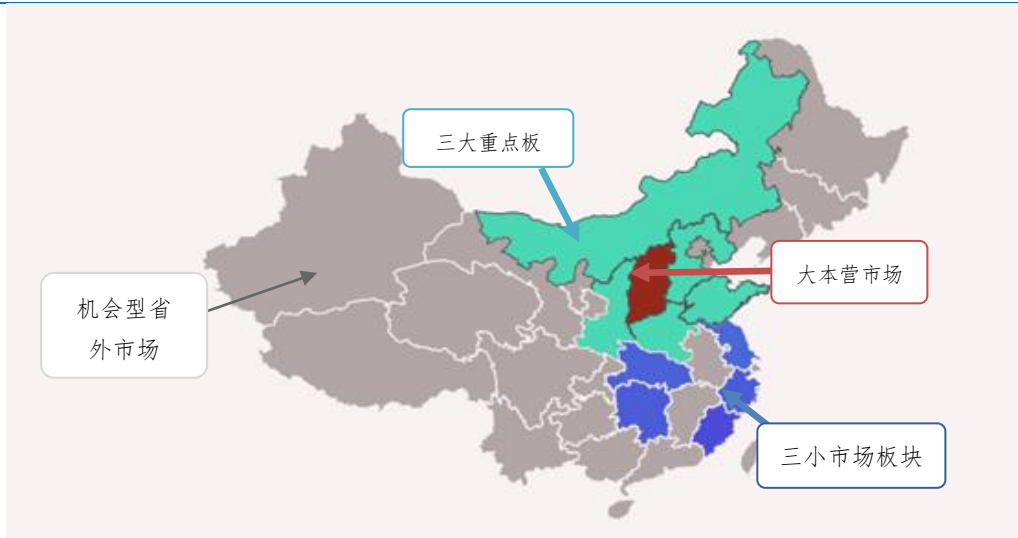 三大重点板
大本营市场
机会型省
外市场
三小市场板块